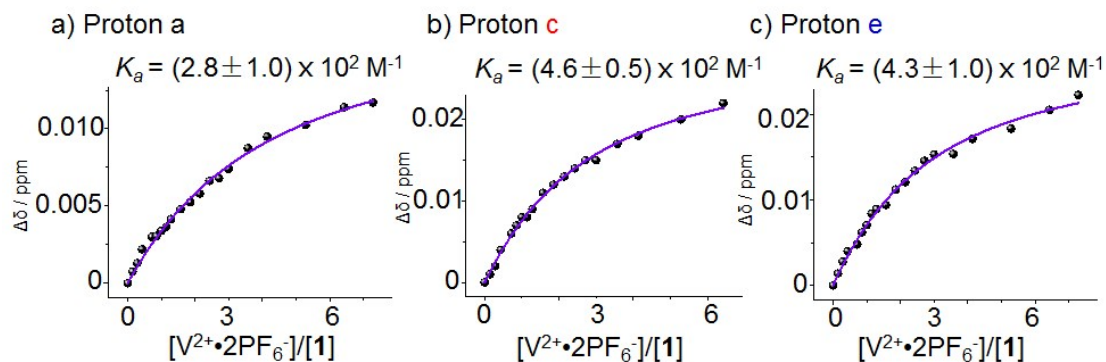 a) Proton a
Kₐ = (2.8 ± 1.0) x 10² M⁻¹
0.010
0.005
0
Δδ / ppm
0 3 6
[V²⁺•2PF₆⁻]/[1]
b) Proton c
Kₐ = (4.6 ± 0.5) x 10² M⁻¹
0.02
0.01
0
Δδ / ppm
0 3 6
[V²⁺•2PF₆⁻]/[1]
c) Proton e
Kₐ = (4.3 ± 1.0) x 10² M⁻¹
0.02
0.01
0
Δδ / ppm
0 3 6
[V²⁺•2PF₆⁻]/[1]